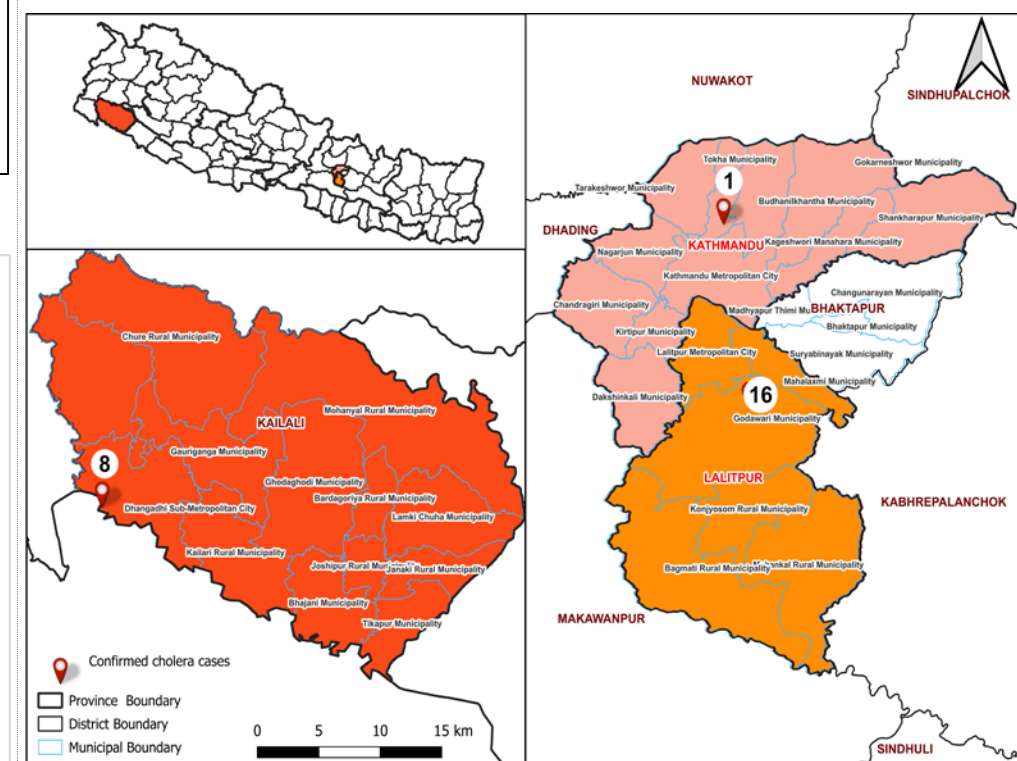 NUWAKOT
SINDHUPALCHOK
Tokha Municipality
Gokarneshwor Municipality
1
Tarakeshwor Municipality
Budhanilkhantha Municipality
Shankharapur Municipality
DHADING
KATHMANDU
Kageshwori Manahara Municipality
Nagarjun Municipality
Kathmandu Metropolitan City
Changunarayan Municipality
Chandragiri Municipality
Madhyapur Thimi Mu
BHAKTAPUR
Bhaktapur Municipality
Kirtipur Municipality
Lalitpur Metropolitan City
Suryabinayak Municipality
Mahalaxmi Municipality
16
Dakshinkali Municipality
Godawari Municipality
LALITPUR
KABHREPALANCHOK
Konjyosom Rural Municipality
Bagmati Rural Municipality
Rural Municipality
MAKAWANPUR
SINDHULI
Chure Rural Municipality
Mohanyal Rural Municipality
KAILALI
Gauriganga Municipality
8
Ghodaghodi Municipality
Bardagoriya Rural Municipality
Dhangadhi Sub-Metropolitan City
Lamki Chuha Municipality
Kailari Rural Municipality
Joshipur Rural
Janaki Rural Municipality
Bhajani Municipality
Tikapur Municipality
Confirmed cholera cases
Province Boundary
District Boundary
Municipal Boundary
0 5 10 15 km